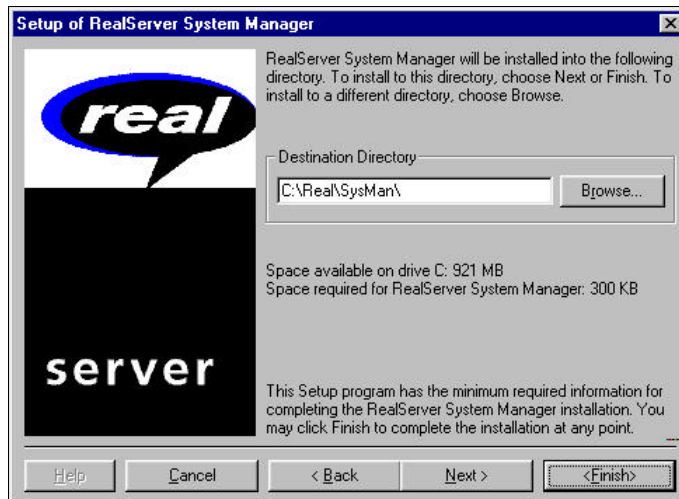 Setup of RealServer System Manager
real
server
RealServer System Manager will be installed into the following
directory. To install to this directory, choose Next or Finish. To
install to a different directory, choose Browse.
Destination Directory
C:\Real\SysMan\
Browse...
Space available on drive C: 921 MB
Space required for RealServer System Manager: 300 KB
This Setup program has the minimum required information for
completing the RealServer System Manager installation. You
may click Finish to complete the installation at any point.
Help
Cancel
< Back
Next >
<Finish>